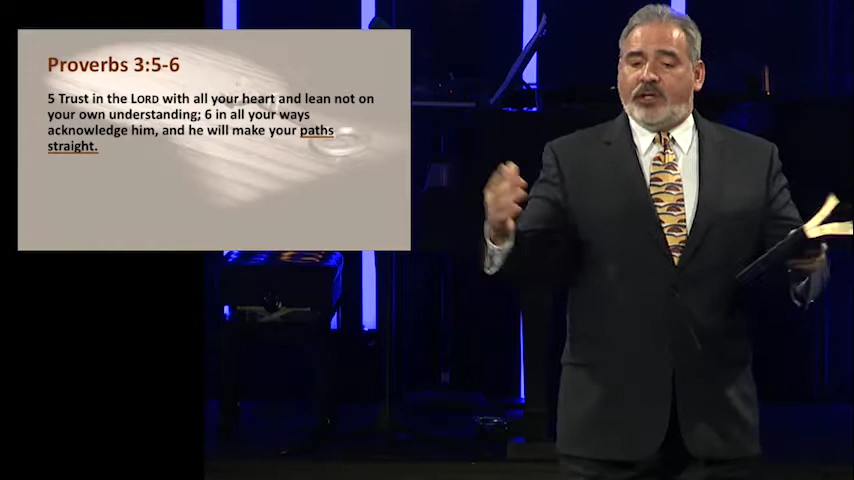 Proverbs 3:5-6
5 Trust in the LORD with all your heart and lean not on
your own understanding; 6 in all your ways
acknowledge him, and he will make your paths
straight.